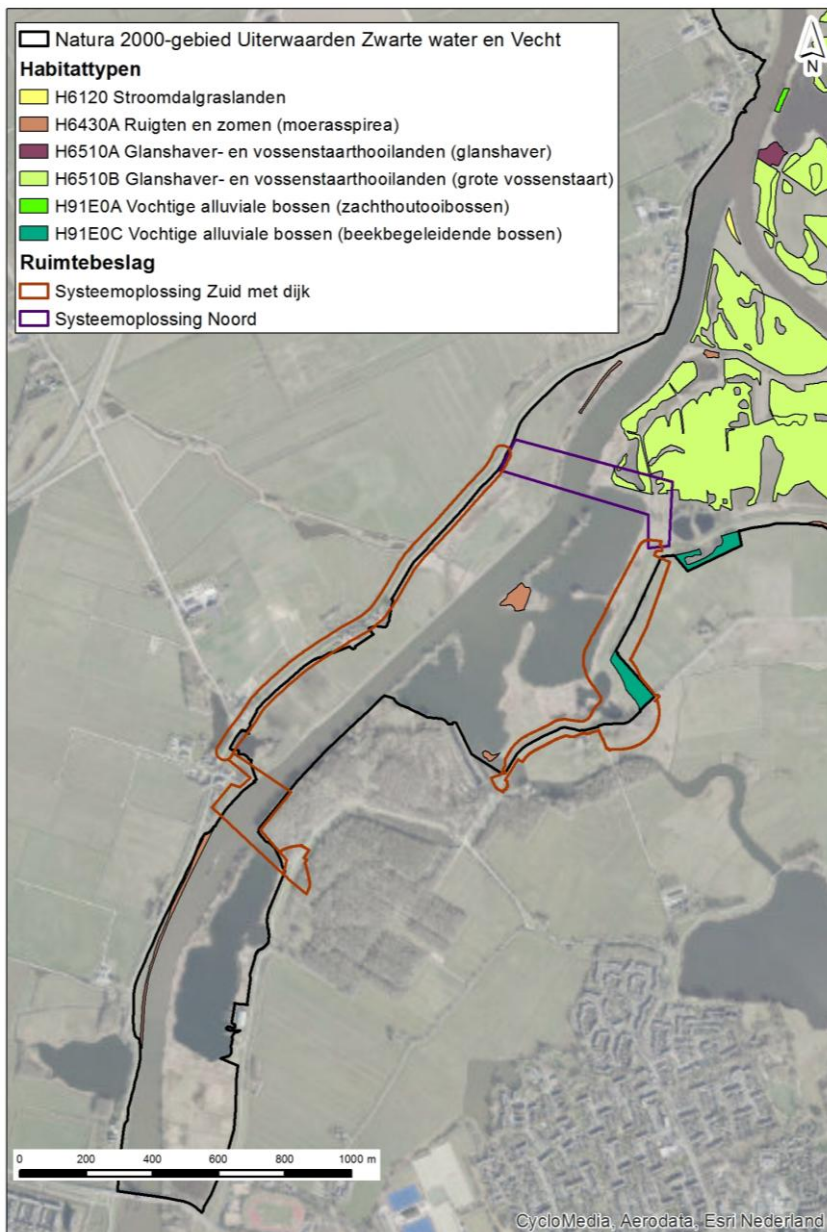 Natura 2000-gebied Uiterwaarden Zwarte water en Vecht
Habitattypen
H6120 Stroomdalgraslanden
H6430A Ruigten en zomen (moerasspirea)
H6510A Glanshaver- en vossenstaarthooilanden (glanshaver)
H6510B Glanshaver- en vossenstaarthooilanden (grote vossenstaart)
H91E0A Vochtige alluviale bossen (zachthoutooibossen)
H91E0C Vochtige alluviale bossen (beekbegeleidende bossen)
Ruimtebeslag
Systeemoplossing Zuid met dijk
Systeemoplossing Noord
N
0 200 400 600 800 1000 m
CycloMedia, Aerodata, Esri Nederland